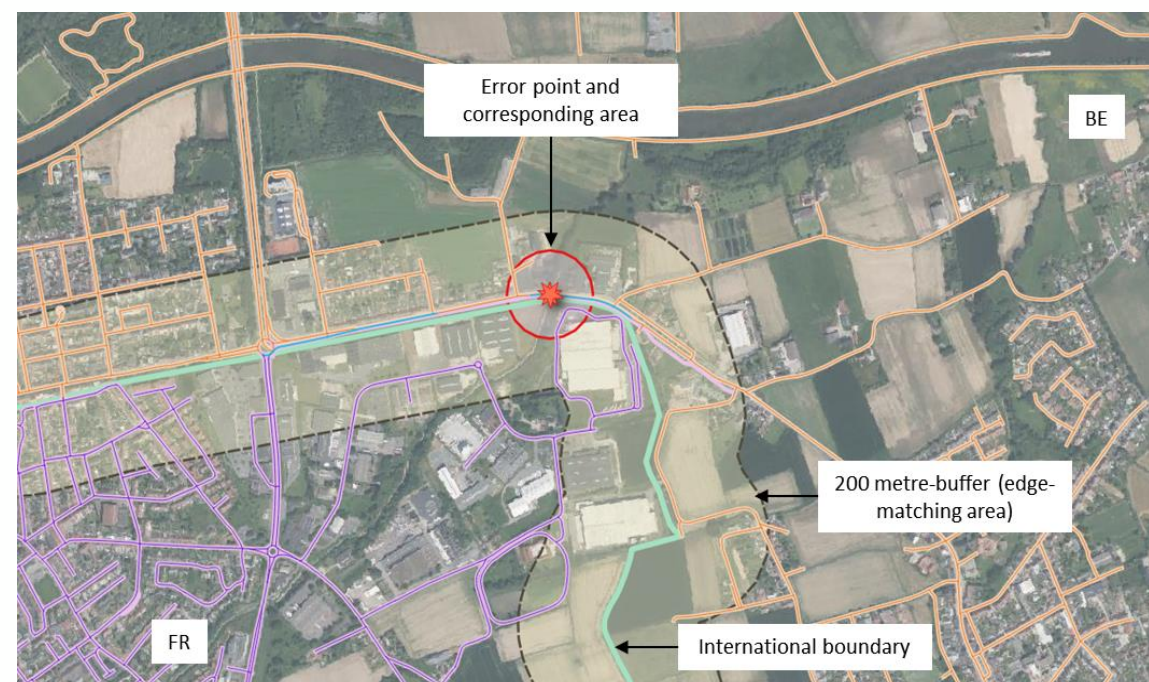 Error point and
corresponding area
BE
200 metre-buffer (edge-
matching area)
FR
International boundary